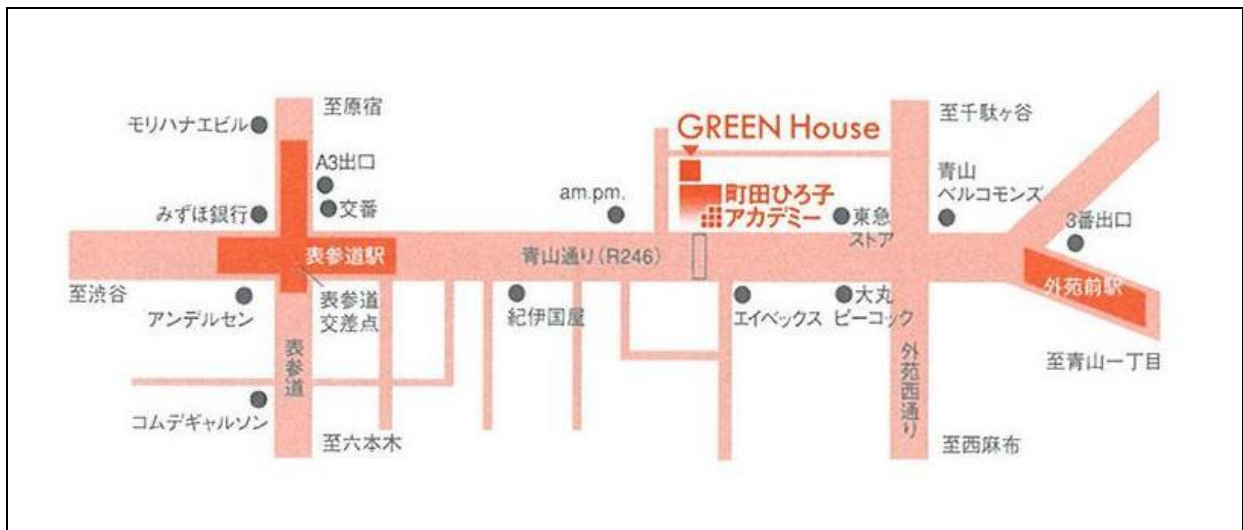 至原宿
モリハナエビル
A3出口
みずほ銀行
交番
am.pm.
GREEN House
町田ひろ子
アカデミー
東急
ストア
至千駄ヶ谷
青山
ベルコモンズ
3番出口
表参道駅
青山通り(R246)
外苑前駅
至渋谷
アンデルセン
表参道
交差点
紀伊国屋
エイベックス
大丸
ピーコック
至青山一丁目
表参道
外苑西通り
コムデギャルソン
至六本木
至西麻布